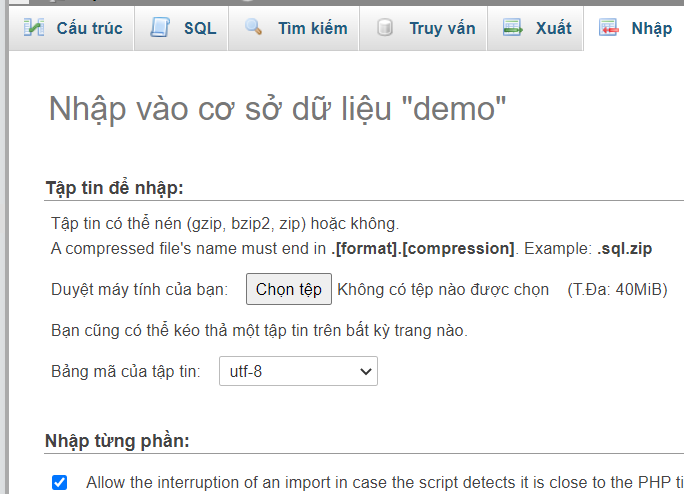 Cấu trúc SQL Tìm kiếm Truy vấn Xuất Nhập
Nhập vào cơ sở dữ liệu "demo"
Tập tin để nhập:
Tập tin có thể nén (gzip, bzip2, zip) hoặc không.
A compressed file's name must end in .[format].[compression]. Example: .sql.zip
Duyệt máy tính của bạn: Chọn tệp Không có tệp nào được chọn (T.Đa: 40MiB)
Bạn cũng có thể kéo thả một tập tin trên bất kỳ trang nào.
Bảng mã của tập tin: utf-8
Nhập từng phần:
Allow the interruption of an import in case the script detects it is close to the PHP